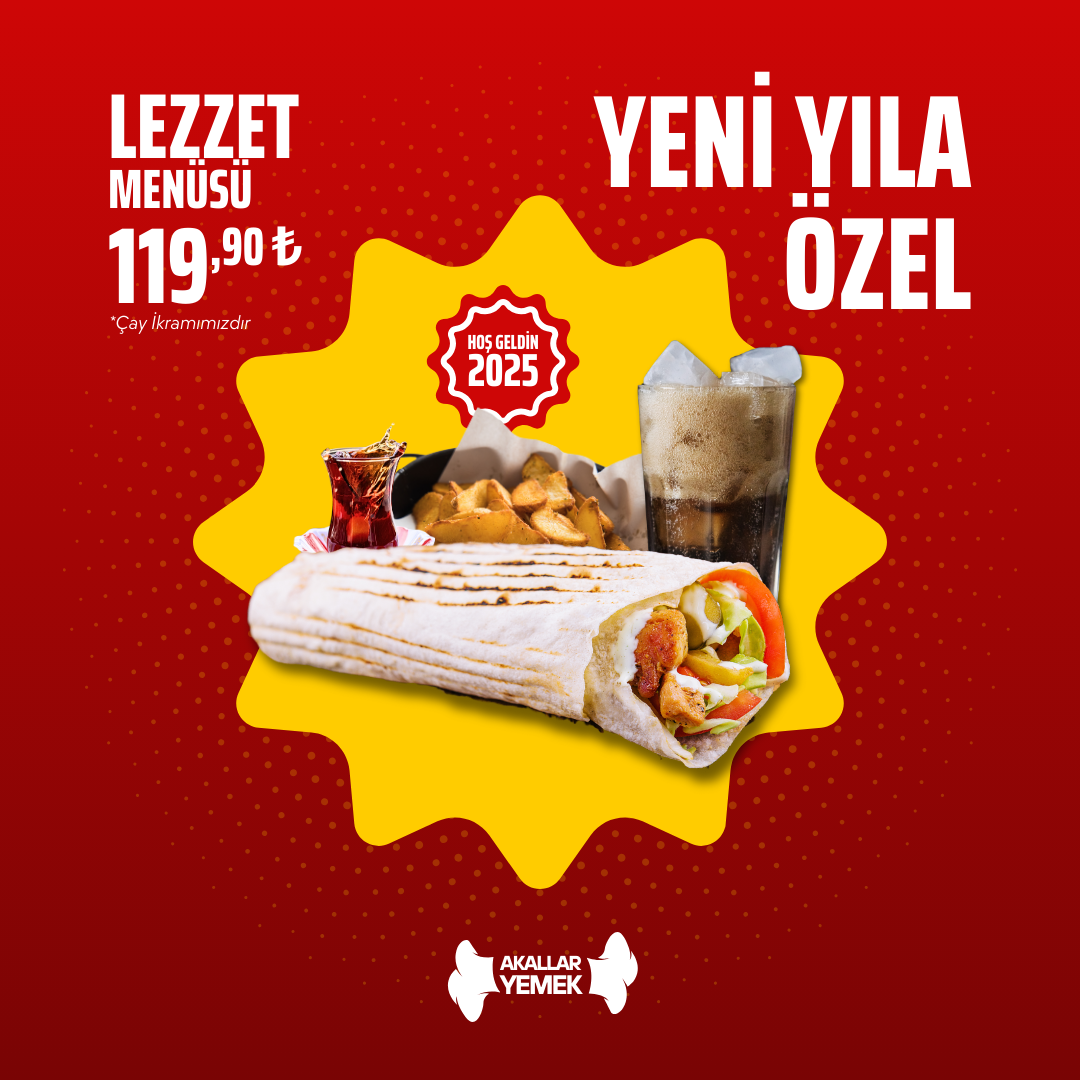 LEZZET
MENÜSÜ
119,90 ₺
*Çay İkramımızdır
YENİ YILA
ÖZEL
HOŞ GELDİN
2025
AKALLAR
YEMEK